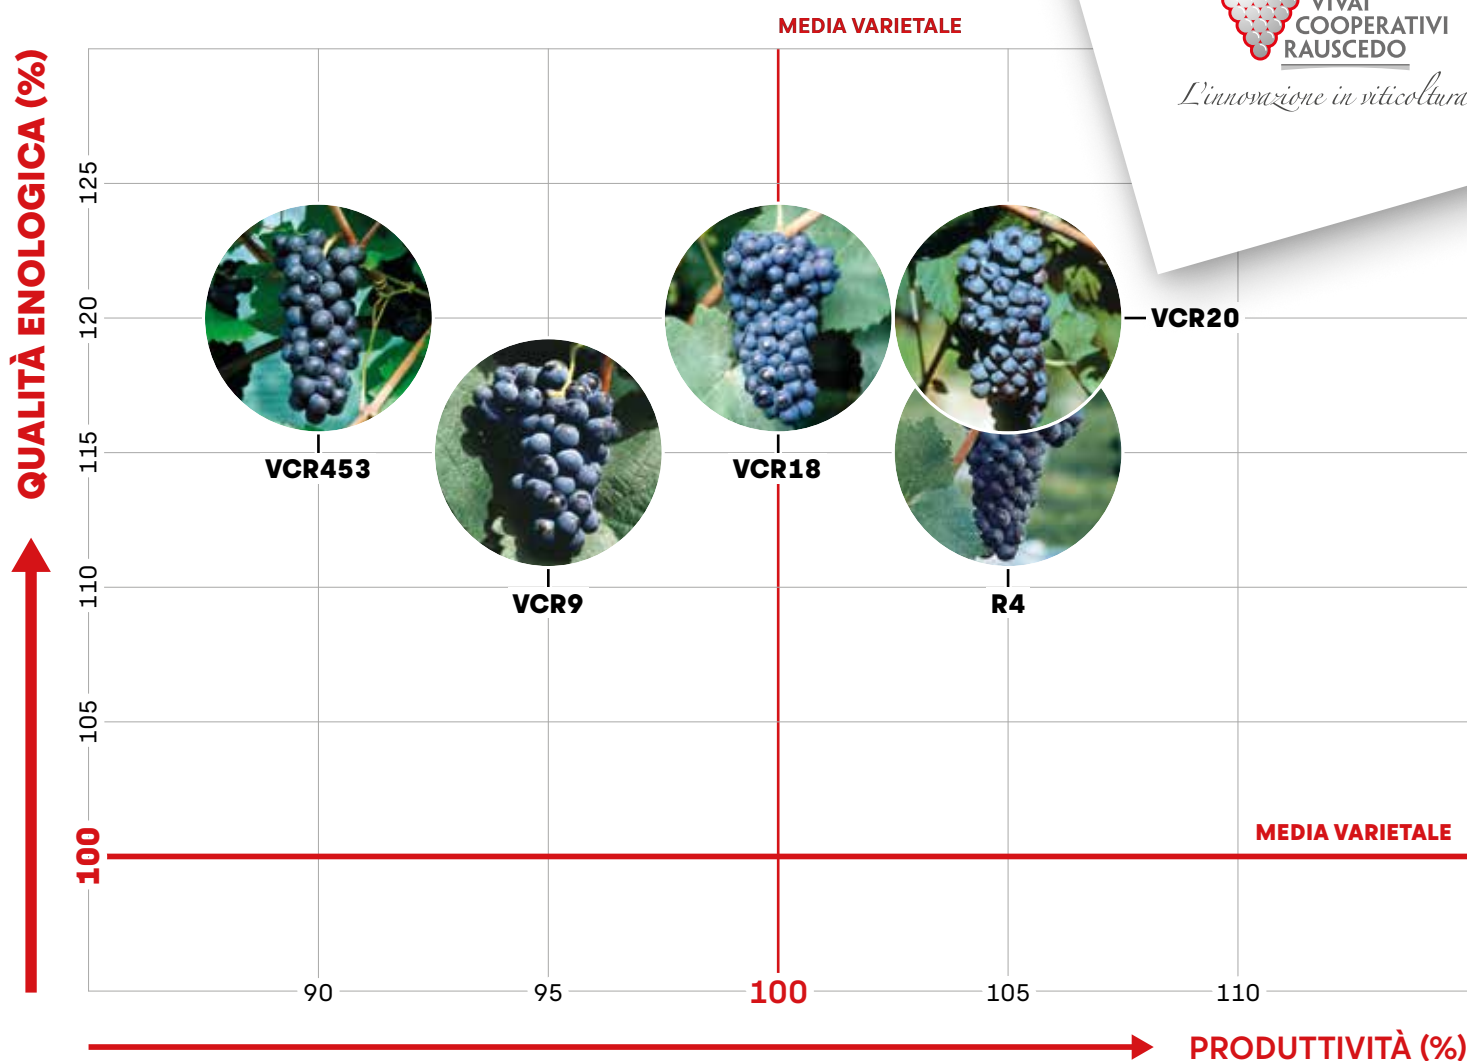 MEDIA VARIETALE
VIVAI
COOPERATIVI
RAUSCEDO
L'innovazione in viticoltura
QUALITÀ ENOLOGICA (%)
125
120
115
110
105
100
VCR453
VCR9
VCR18
VCR20
R4
MEDIA VARIETALE
90
95
100
105
110
PRODUTTIVITÀ (%)